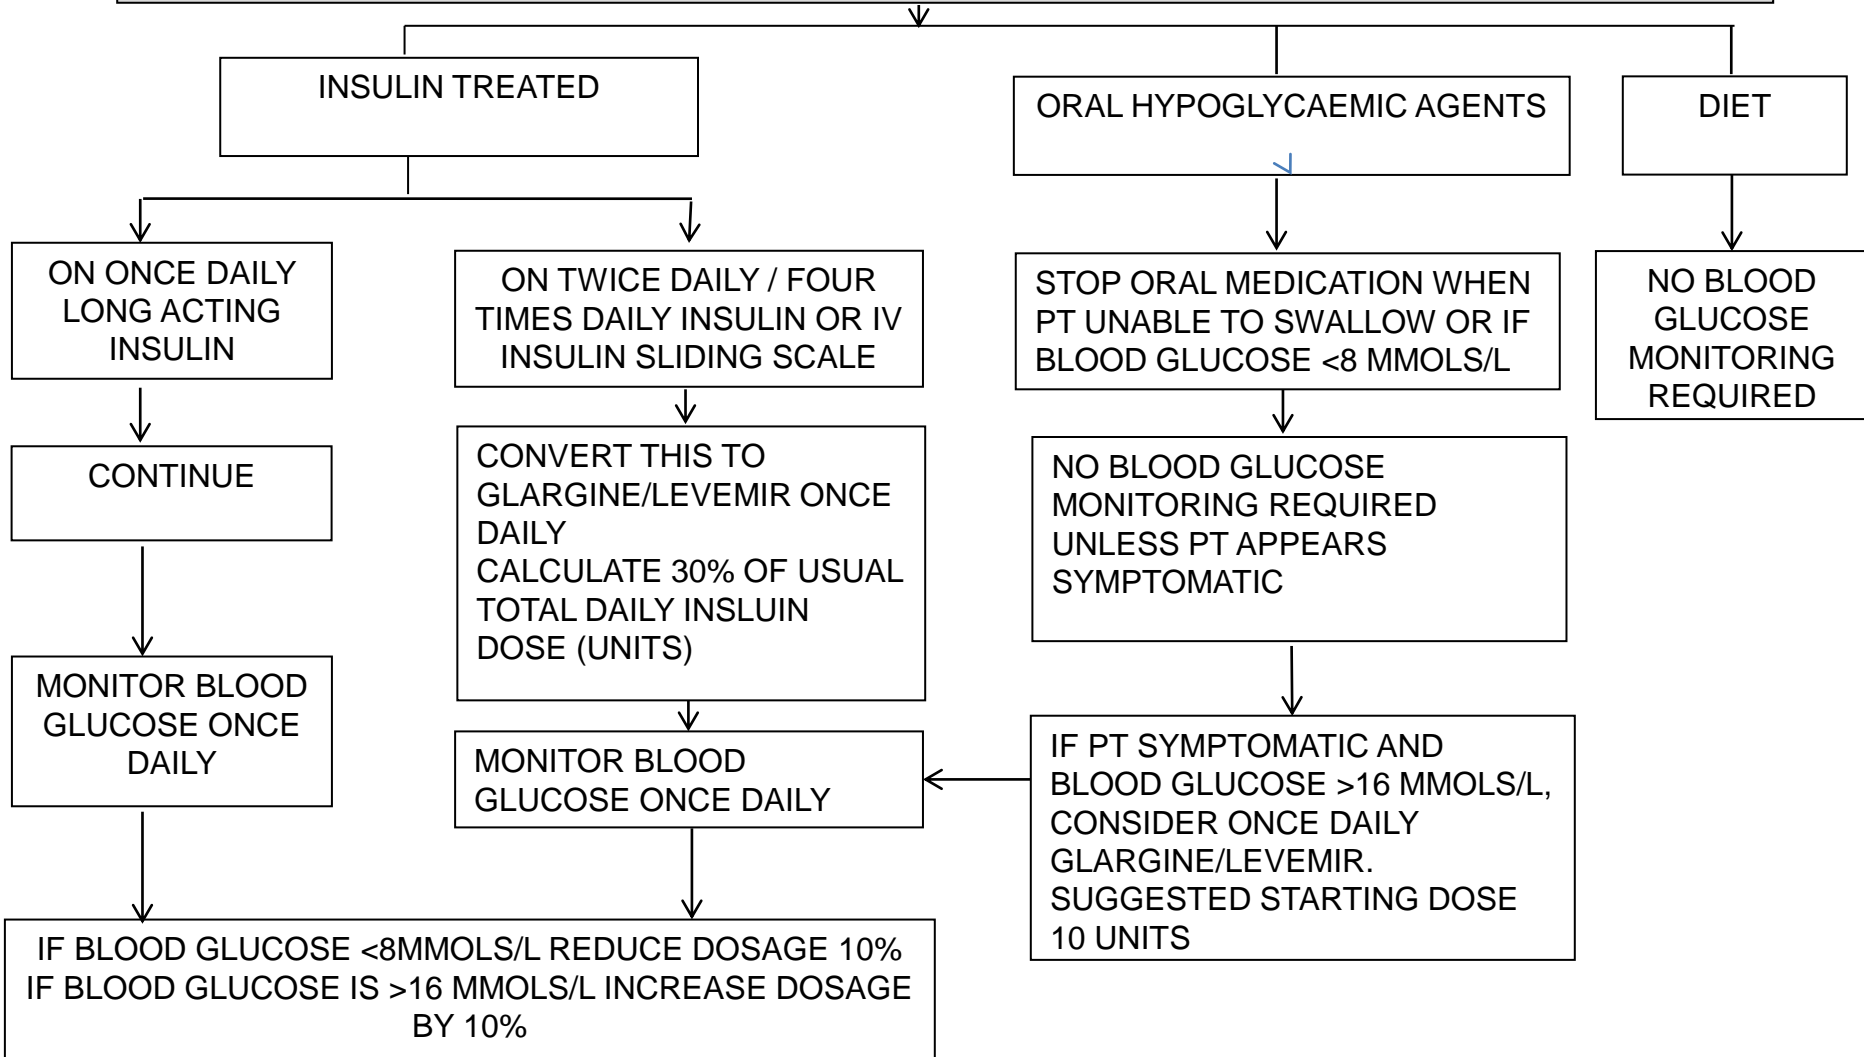 INSULIN TREATED
ORAL HYPOGLYCAEMIC AGENTS
DIET
ON ONCE DAILY
LONG ACTING
INSULIN
ON TWICE DAILY / FOUR
TIMES DAILY INSULIN OR IV
INSULIN SLIDING SCALE
STOP ORAL MEDICATION WHEN
PT UNABLE TO SWALLOW OR IF
BLOOD GLUCOSE <8 MMOLS/L
NO BLOOD
GLUCOSE
MONITORING
REQUIRED
CONTINUE
CONVERT THIS TO
GLARGINE/LEVEMIR ONCE
DAILY
CALCULATE 30% OF USUAL
TOTAL DAILY INSLUIN
DOSE (UNITS)
NO BLOOD GLUCOSE
MONITORING REQUIRED
UNLESS PT APPEARS
SYMPTOMATIC
MONITOR BLOOD
GLUCOSE ONCE
DAILY
MONITOR BLOOD
GLUCOSE ONCE DAILY
IF PT SYMPTOMATIC AND
BLOOD GLUCOSE >16 MMOLS/L,
CONSIDER ONCE DAILY
GLARGINE/LEVEMIR.
SUGGESTED STARTING DOSE
10 UNITS
IF BLOOD GLUCOSE <8MMOLS/L REDUCE DOSAGE 10%
IF BLOOD GLUCOSE IS >16 MMOLS/L INCREASE DOSAGE
BY 10%